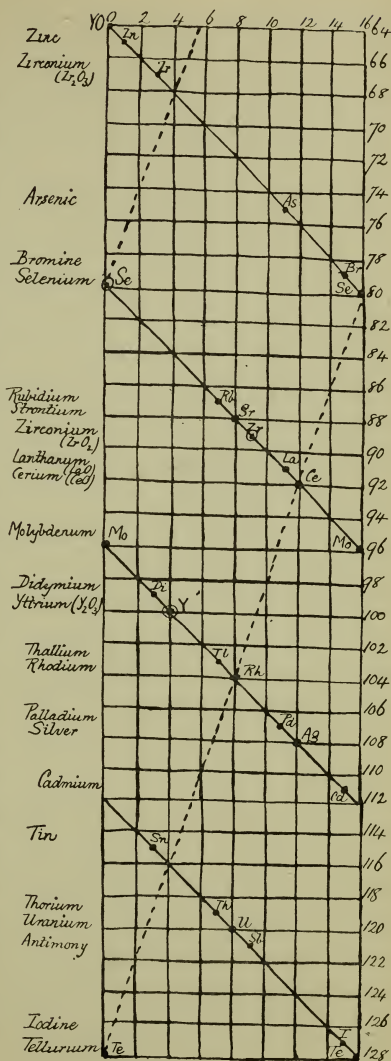 YO 0 2 4 6 8 10 12 14 16 64
Zinc
Zn
Zirconium
(Zr₂O₃)
Zr
66
68
70
72
74
Arsenic
As
76
78
Bromine
Br
Selenium
Se
Se
80
82
84
86
Rubidium
Rb
Strontium
Sr
88
Zirconium
(ZrO₂)
Zr
90
Lanthanum (LaO)
La
Cerium (CeO)
Ce
92
94
Molybdenum
Mo
Mo
96
98
Didymium
Di
Yttrium (Y₂O₃)
Y
100
102
Thallium
Tl
Rhodium
Rh
104
106
Palladium
Pd
Silver
Ag
108
110
Cadmium
Cd
112
114
Tin
Sn
116
118
Thorium
Th
Uranium
U
120
Antimony
Sb
122
124
126
Iodine
I
Tellurium
Te
Te
128